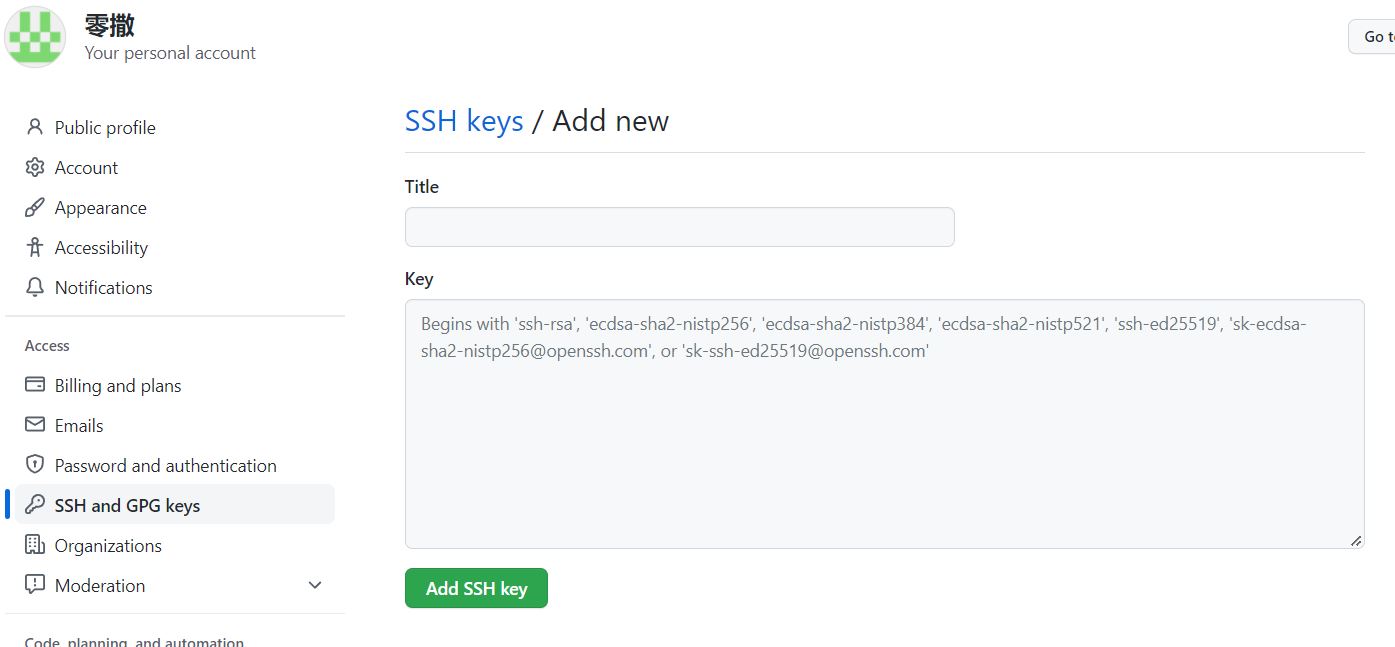 零撒
Your personal account
Go to
Public profile
Account
Appearance
Accessibility
Notifications
Access
Billing and plans
Emails
Password and authentication
SSH and GPG keys
Organizations
Moderation
Code, planning, and automation
SSH keys / Add new
Title
Key
Begins with 'ssh-rsa', 'ecdsa-sha2-nistp256', 'ecdsa-sha2-nistp384', 'ecdsa-sha2-nistp521', 'ssh-ed25519', 'sk-ecdsa-
sha2-nistp256@openssh.com', or 'sk-ssh-ed25519@openssh.com'
Add SSH key